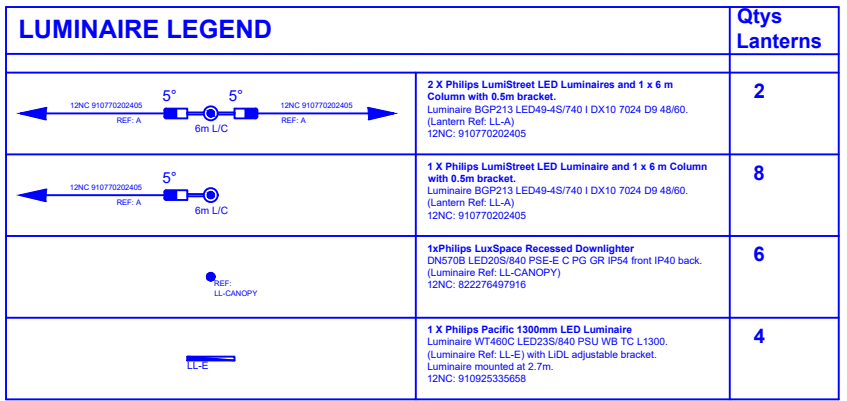 LUMINAIRE LEGEND
Qtys
Lanterns
5° 5°
12NC 910770202405 12NC 910770202405
REF: A REF: A
6m L/C
2 X Philips LumiStreet LED Luminaires and 1 x 6 m
Column with 0.5m bracket.
Luminaire BGP213 LED49-4S/740 I DX10 7024 D9 48/60.
(Lantern Ref: LL-A)
12NC: 910770202405
2
5°
12NC 910770202405
REF: A
6m L/C
1 X Philips LumiStreet LED Luminaire and 1 x 6 m Column
with 0.5m bracket.
Luminaire BGP213 LED49-4S/740 I DX10 7024 D9 48/60.
(Lantern Ref: LL-A)
12NC: 910770202405
8
REF:
LL-CANOPY
1xPhilips LuxSpace Recessed Downlighter
DN570B LED20S/840 PSE-E C PG GR IP54 front IP40 back.
(Luminaire Ref: LL-CANOPY)
12NC: 822276497916
6
LL-E
1 X Philips Pacific 1300mm LED Luminaire
Luminaire WT460C LED23S/840 PSU WB TC L1300.
(Luminaire Ref: LL-E) with LiDL adjustable bracket.
Luminaire mounted at 2.7m.
12NC: 910925335658
4